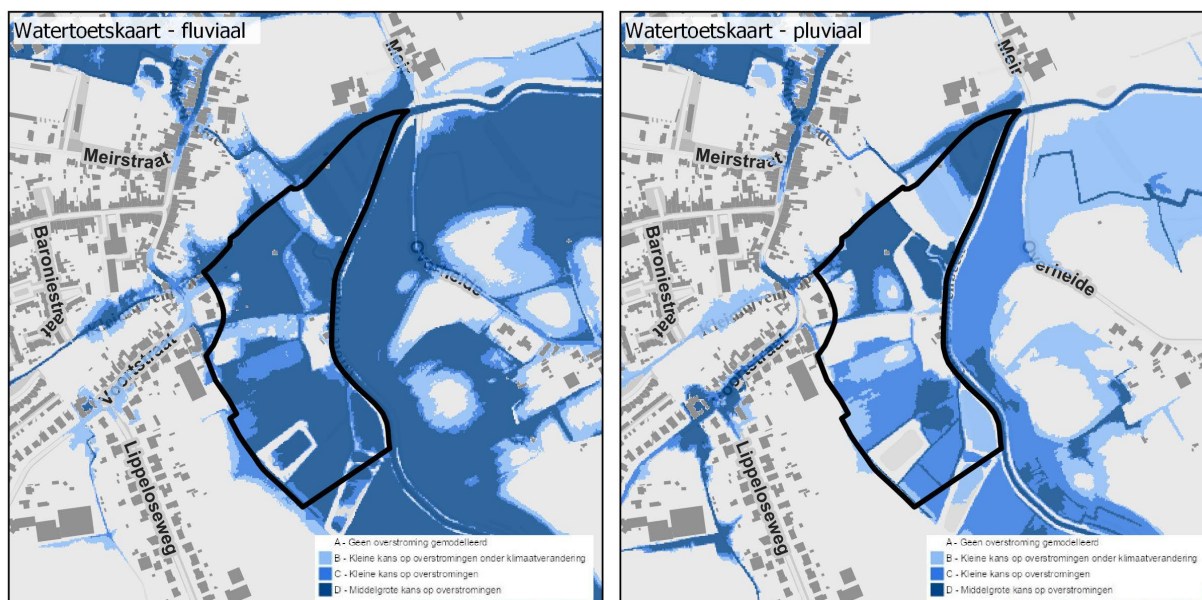 Watertoetskaart - fluviaal
Meir
Meirstraat
Baroniestraat
Voortstraat
Lippeloseweg
A - Geen overstroming gemodelleerd
B - Kleine kans op overstromingen onder klimaatverandering
C - Kleine kans op overstromingen
D - Middelgrote kans op overstromingen
Watertoetskaart - pluviaal
Meir
Meirstraat
Overheide
Baroniestraat
Voortstraat
Lippeloseweg
A - Geen overstroming gemodelleerd
B - Kleine kans op overstromingen onder klimaatverandering
C - Kleine kans op overstromingen
D - Middelgrote kans op overstromingen